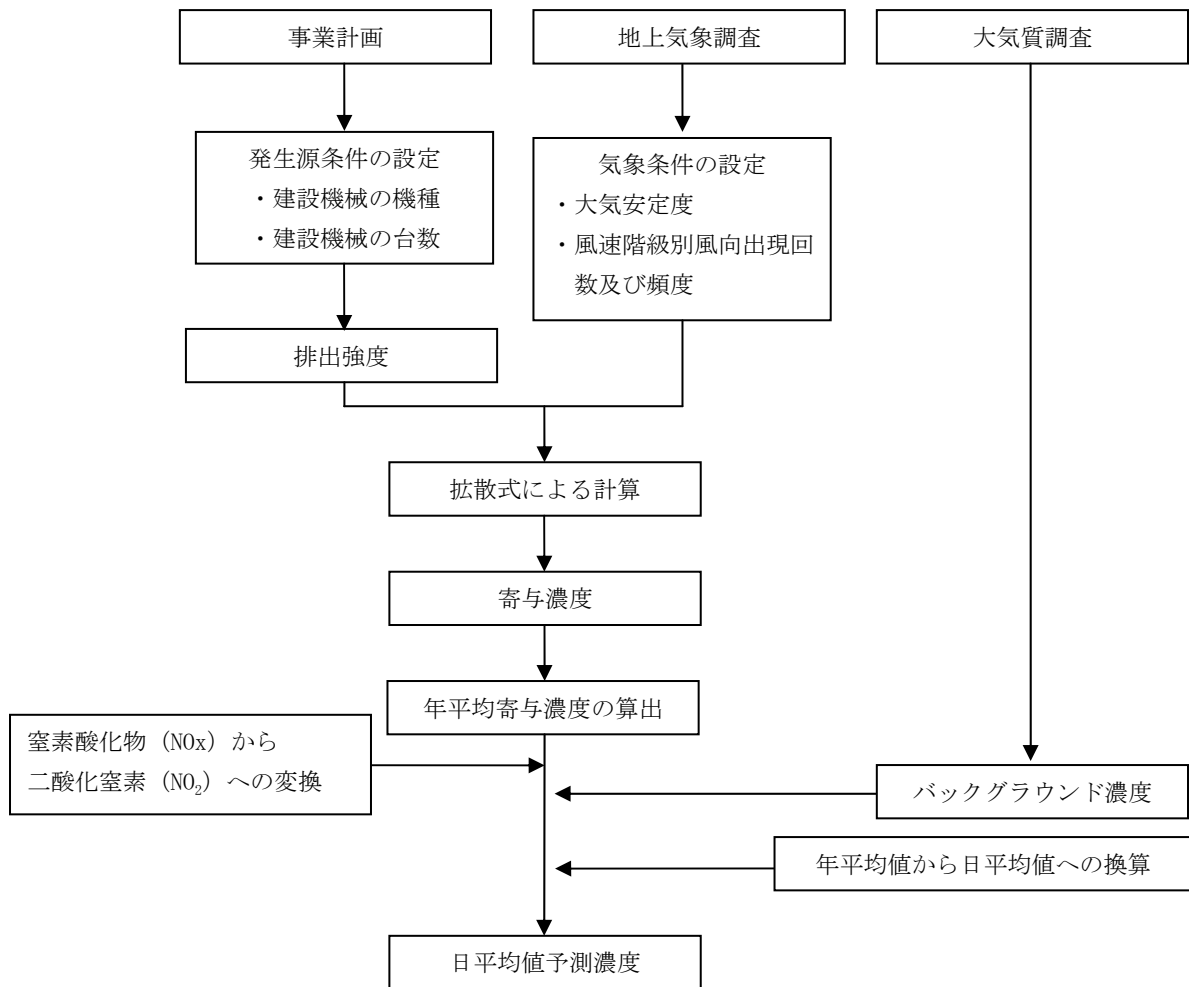 事業計画
地上気象調査
大気質調査
発生源条件の設定
・建設機械の機種
・建設機械の台数
気象条件の設定
・大気安定度
・風速階級別風向出現回
数及び頻度
排出強度
拡散式による計算
寄与濃度
年平均寄与濃度の算出
窒素酸化物（NOx）から
二酸化窒素（NO₂）への変換
バックグラウンド濃度
年平均値から日平均値への換算
日平均値予測濃度